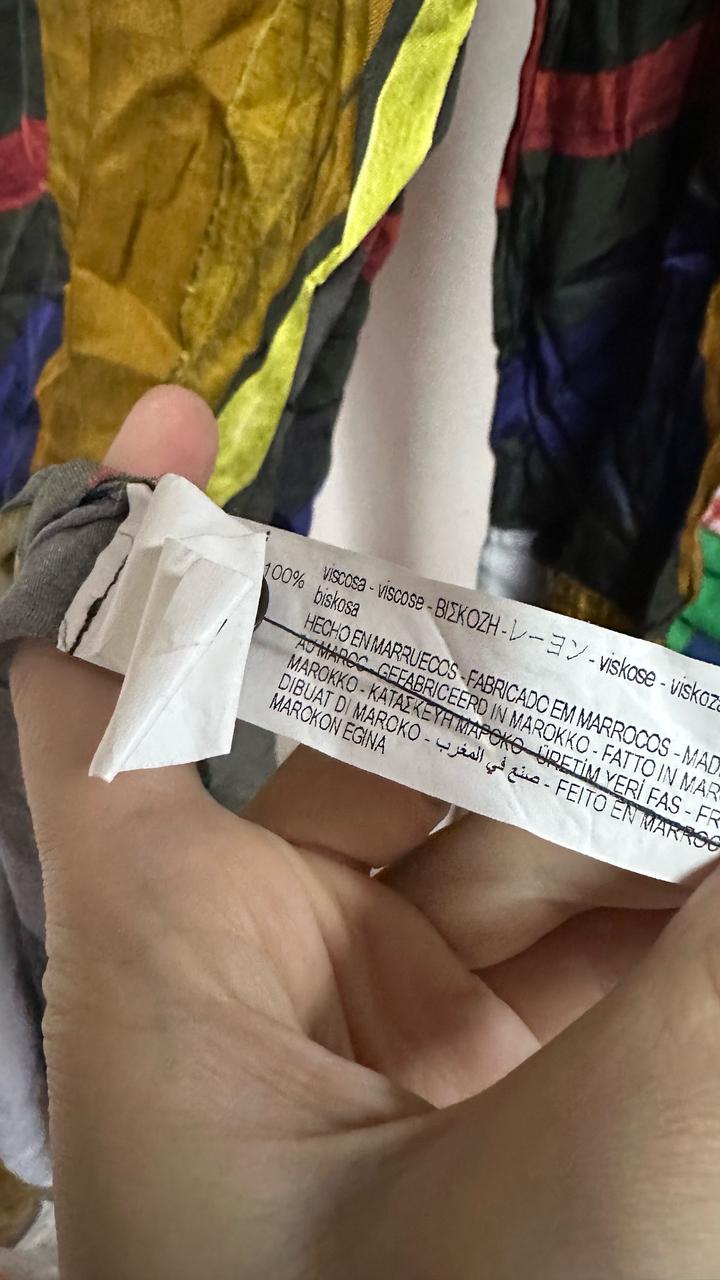 100% viscosa - viscose - ΒΙΣΚΟΖΗ - レーヨン - viskose - viskoza
biskosa
HECHO EN MARRUECOS - FABRICADO EM MARROCOS - MAD
AU MAROC - GEFABRICEERD IN MAROKKO - FATTO IN MAR
MAROKKO - ΚΑΤΑΣΚΕΥΗ ΜΑΡΟΚΟ - ÜRETİM YERİ FAS - FR
DIBUAT DI MAROKO - صنع في المغرب - FEITO EN MARROC
MAROKON EGINA